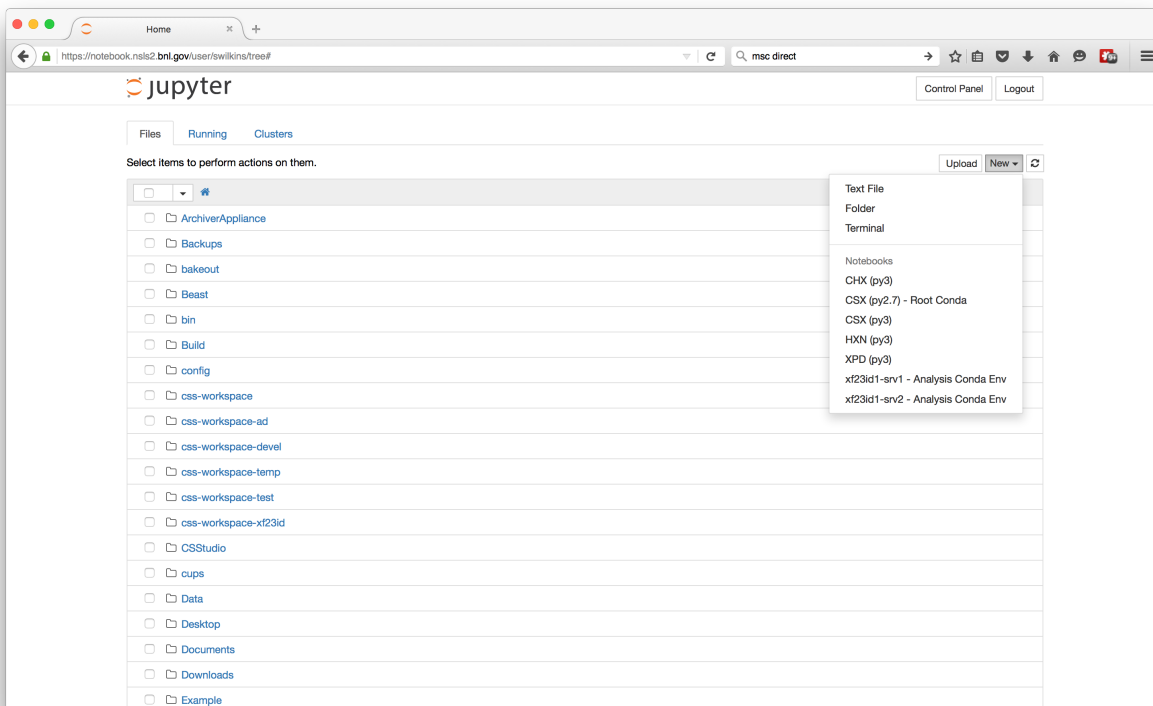 Home
https://notebook.nsls2.bnl.gov/user/swilkins/tree#
msc direct
jupyter
Control Panel
Logout
Files Running Clusters
Select items to perform actions on them.
Upload New
ArchiverAppliance
Backups
bakeout
Beast
bin
Build
config
css-workspace
css-workspace-ad
css-workspace-devel
css-workspace-temp
css-workspace-test
css-workspace-xf23id
CSStudio
cups
Data
Desktop
Documents
Downloads
Example
Text File
Folder
Terminal
Notebooks
CHX (py3)
CSX (py2.7) - Root Conda
CSX (py3)
HXN (py3)
XPD (py3)
xf23id1-srv1 - Analysis Conda Env
xf23id1-srv2 - Analysis Conda Env